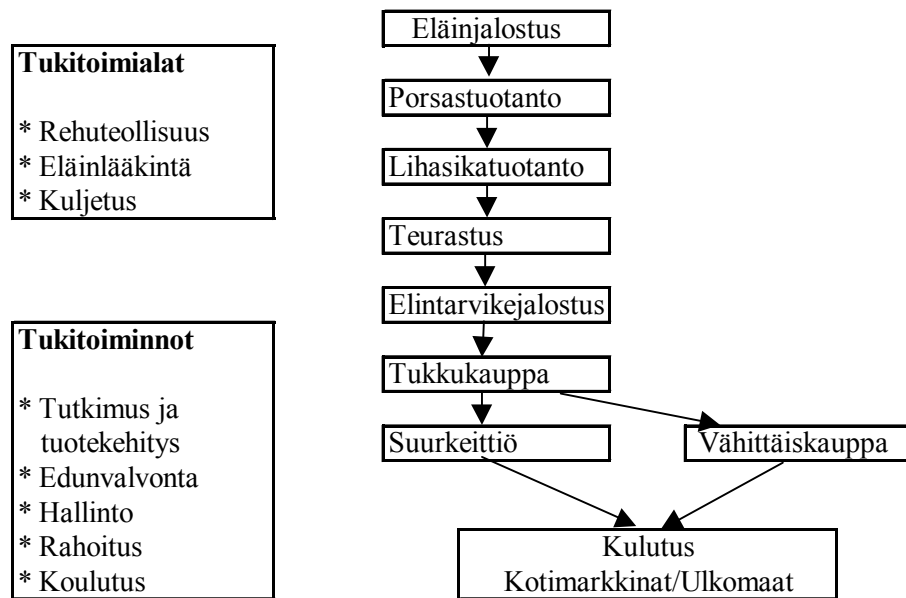 Tukitoimialat
* Rehuteollisuus
* Eläinlääkintä
* Kuljetus
Tukitoiminnot
* Tutkimus ja
tuotekehitys
* Edunvalvonta
* Hallinto
* Rahoitus
* Koulutus
Eläinjalostus
Porsastuotanto
Lihasikatuotanto
Teurastus
Elintarvikejalostus
Tukkukauppa
Suurkeittiö
Vähittäiskauppa
Kulutus
Kotimarkkinat/Ulkomaat